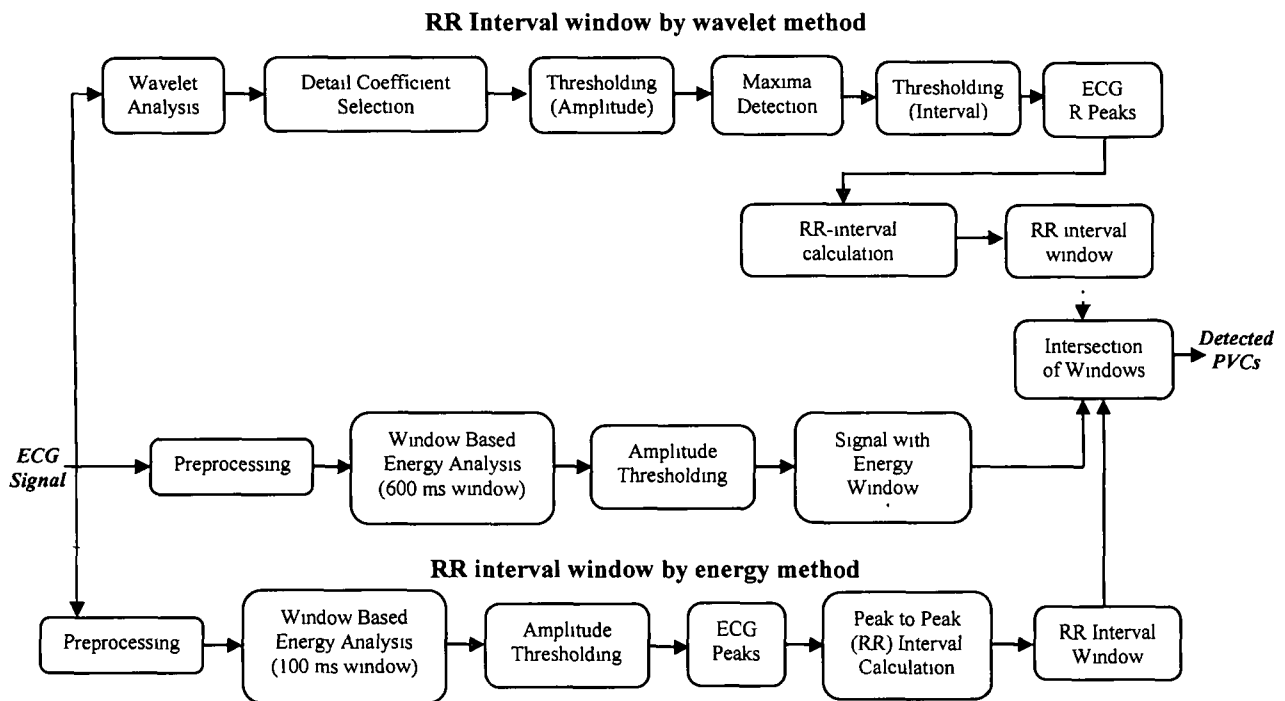 RR Interval window by wavelet method
Wavelet
Analysis
Detail Coefficient
Selection
Thresholding
(Amplitude)
Maxima
Detection
Thresholding
(Interval)
ECG
R Peaks
RR-interval
calculation
RR interval
window
Intersection
of Windows
Detected
PVCs
ECG
Signal
Preprocessing
Window Based
Energy Analysis
(600 ms window)
Amplitude
Thresholding
Signal with
Energy
Window
RR interval window by energy method
Preprocessing
Window Based
Energy Analysis
(100 ms window)
Amplitude
Thresholding
ECG
Peaks
Peak to Peak
(RR) Interval
Calculation
RR Interval
Window